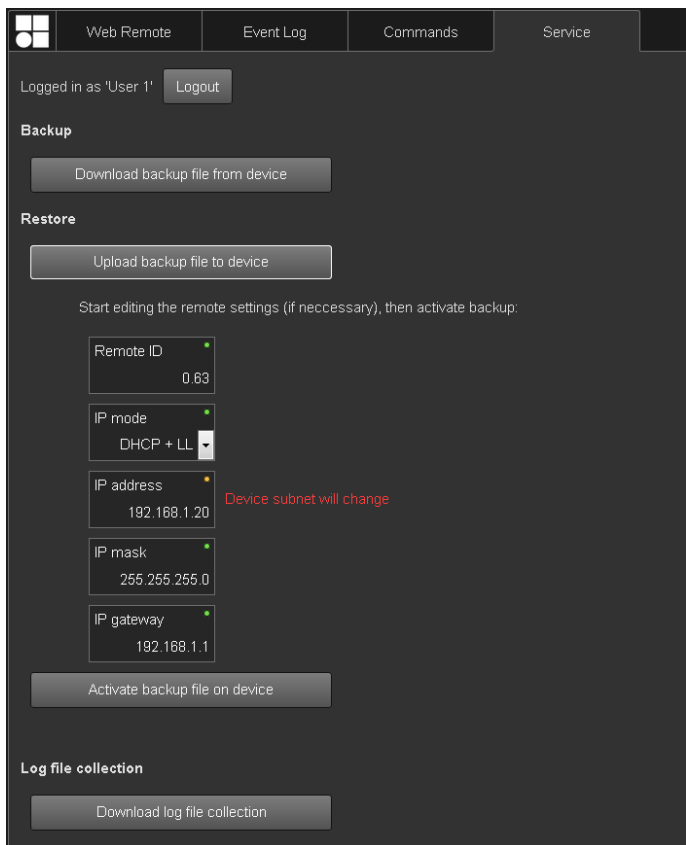 Web Remote
Event Log
Commands
Service
Logged in as 'User 1'
Logout
Backup
Download backup file from device
Restore
Upload backup file to device
Start editing the remote settings (if neccessary), then activate backup:
Remote ID
0.63
IP mode
DHCP + LL
IP address
192.168.1.20
Device subnet will change
IP mask
255.255.255.0
IP gateway
192.168.1.1
Activate backup file on device
Log file collection
Download log file collection